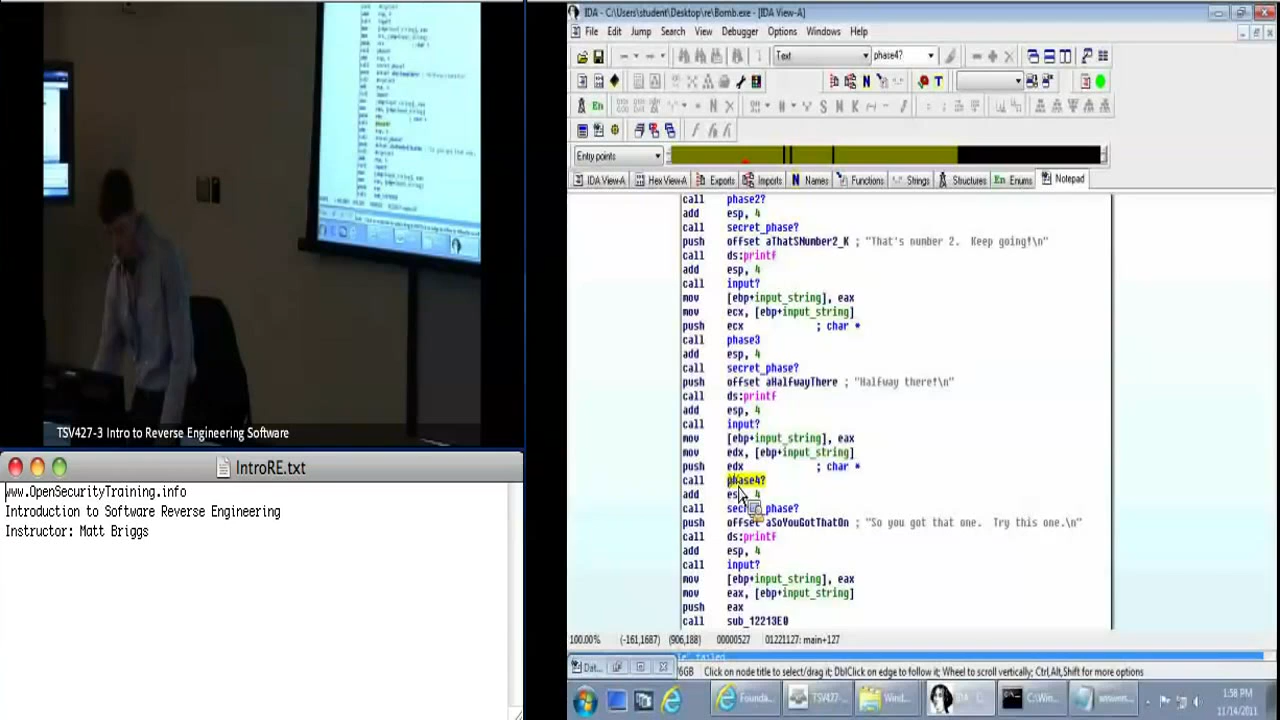 TSV427-3 Intro to Reverse Engineering Software
IntroRE.txt
www.OpenSecurityTraining.info
Introduction to Software Reverse Engineering
Instructor: Matt Briggs
IDA - C:\Users\student\Desktop\re\Bomb.exe - [IDA View-A]
File Edit Jump Search View Debugger Options Windows Help
Text phase4?
Entry points
IDA View-A Hex View-A Exports Imports Names Functions Strings Structures Enums Notepad
call phase2?
add esp, 4
call secret_phase?
push offset aThatSNumber2_K ; "That's number 2.  Keep going!\n"
call ds:printf
add esp, 4
call input?
mov [ebp+input_string], eax
mov ecx, [ebp+input_string]
push ecx ; char *
call phase3
add esp, 4
call secret_phase?
push offset aHalfwayThere ; "Halfway there!\n"
call ds:printf
add esp, 4
call input?
mov [ebp+input_string], eax
mov edx, [ebp+input_string]
push edx ; char *
call phase4?
add esp, 4
call secret_phase?
push offset aSoYouGotThatOn ; "So you got that one.  Try this one.\n"
call ds:printf
add esp, 4
call input?
mov [ebp+input_string], eax
mov eax, [ebp+input_string]
push eax
call sub_12213E0
100.00% (-161,1687) (906,188) 00000527 01221127: main+127
failed
Dat..
Click on node title to select/drag it; DblClick on edge to follow it; Wheel to scroll vertically; Ctrl,Alt,Shift for more options
Founda... TSV427-... Wind... C:\Win...
1:58 PM
11/14/2011